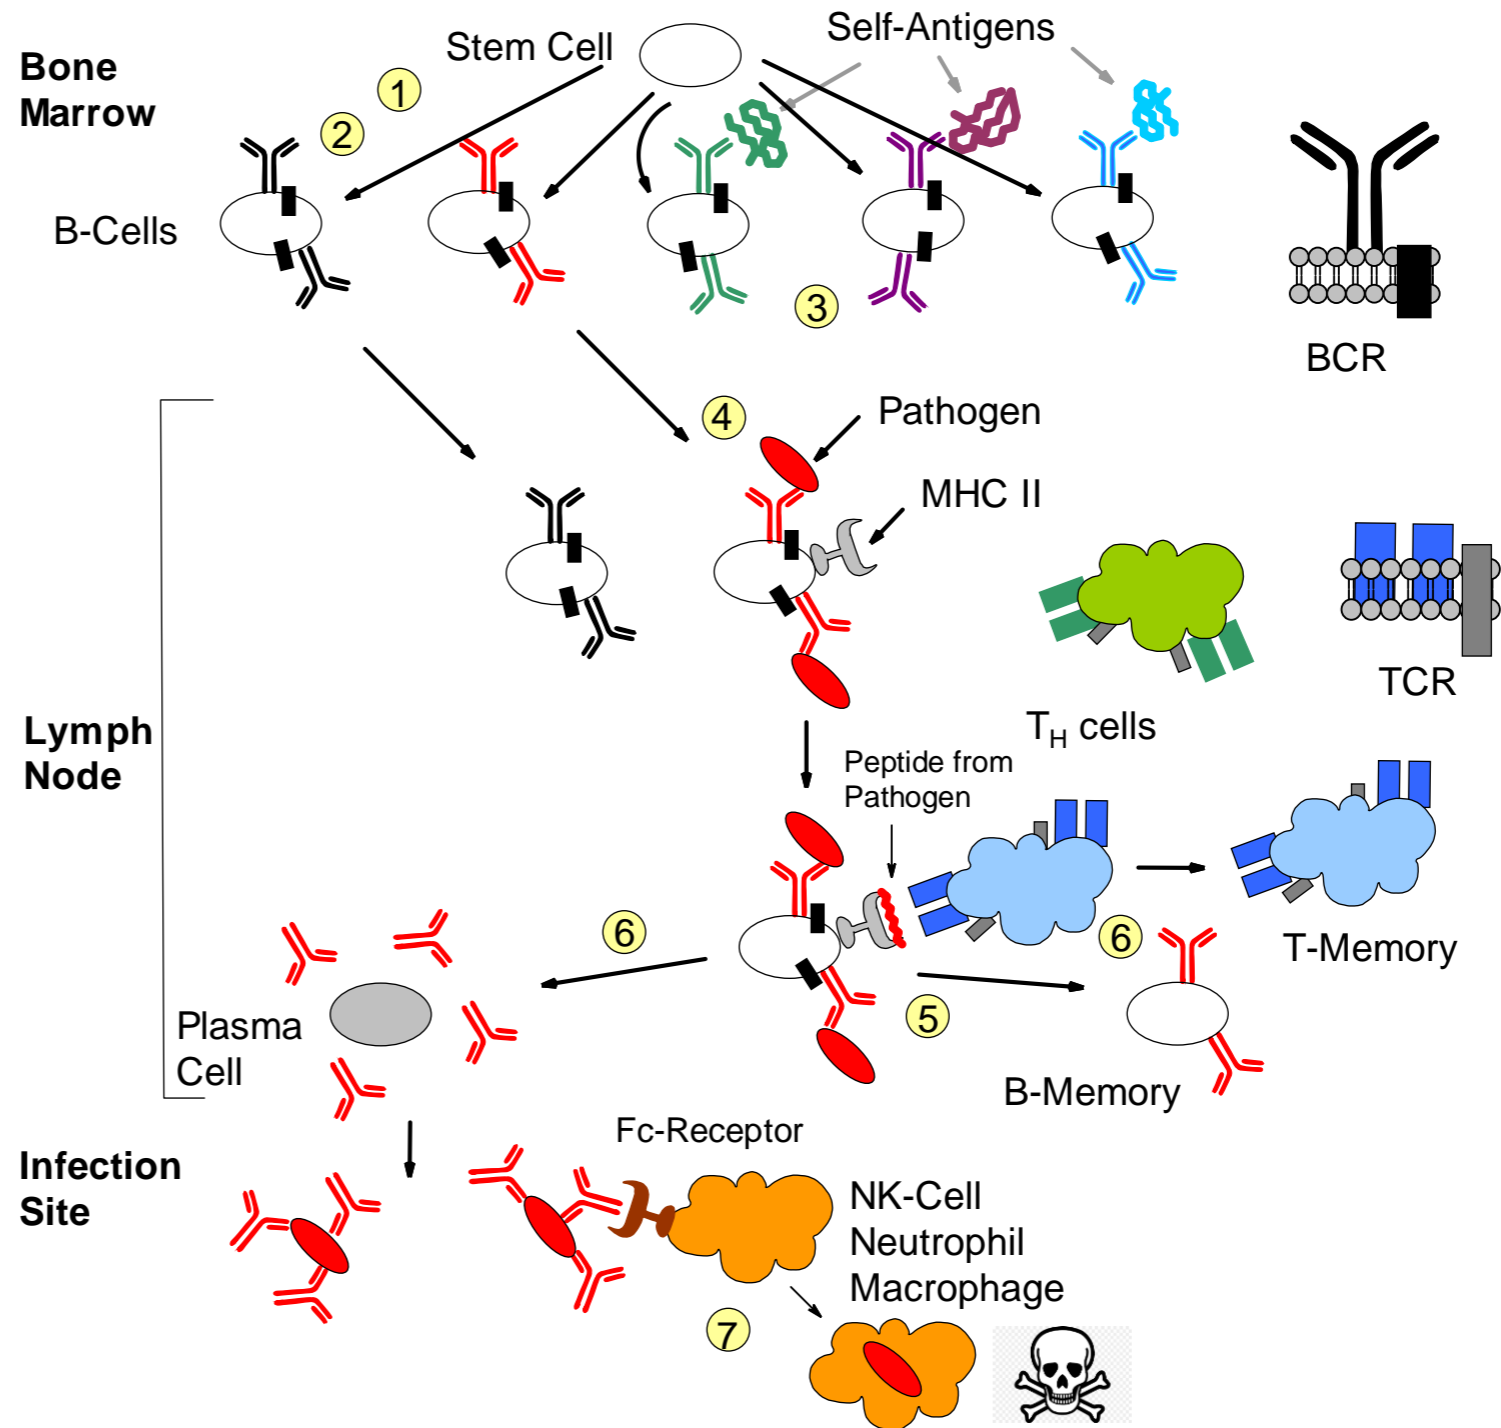 Bone
Marrow
Stem Cell
Self-Antigens
1
2
B-Cells
3
BCR
4
Pathogen
MHC II
TCR
T_H cells
Lymph
Node
Peptide from
Pathogen
6
6
T-Memory
5
Plasma
Cell
B-Memory
Infection
Site
Fc-Receptor
NK-Cell
Neutrophil
Macrophage
7